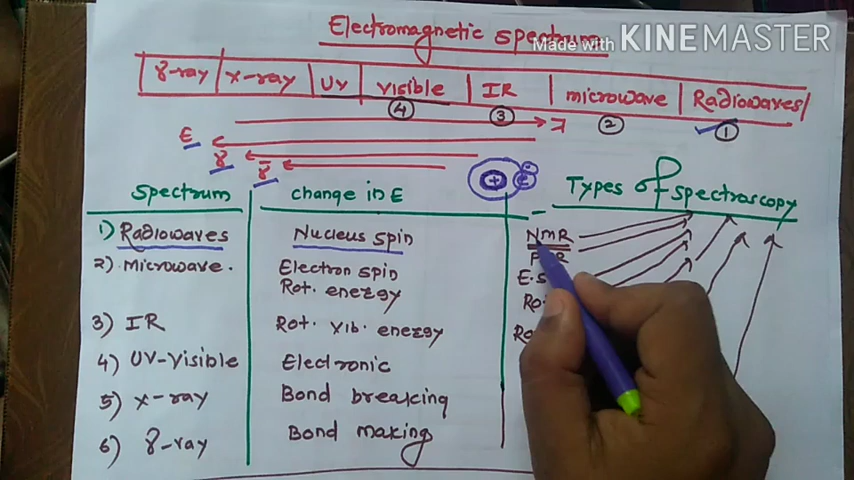 Electromagnetic spectrum
Made with KINEMASTER
γ-ray x-ray UV visible IR microwave Radiowaves
4 3 2 1
λ
E
γ
γ̄
+ e -
spectrum change in E Types of spectroscopy
1) Radiowaves Nucleus spin NMR
2) Microwave. Electron spin E.S
Rot. energy
3) IR Rot. vib. energy
4) UV-visible Electronic
5) x-ray Bond breaking
6) γ-ray Bond making